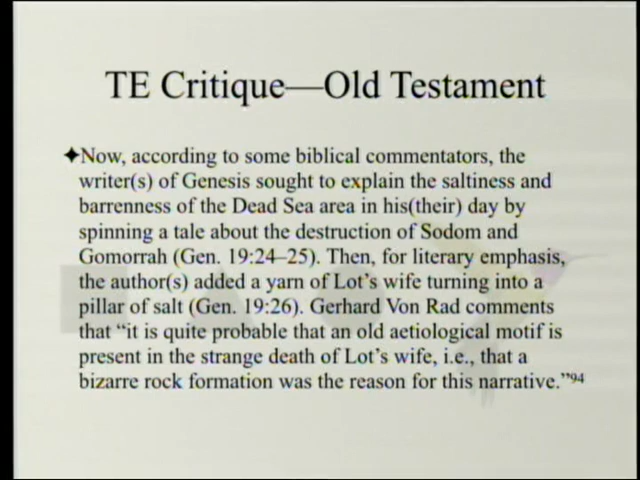 TE Critique—Old Testament
✦Now, according to some biblical commentators, the
writer(s) of Genesis sought to explain the saltiness and
barrenness of the Dead Sea area in his(their) day by
spinning a tale about the destruction of Sodom and
Gomorrah (Gen. 19:24–25). Then, for literary emphasis,
the author(s) added a yarn of Lot's wife turning into a
pillar of salt (Gen. 19:26). Gerhard Von Rad comments
that “it is quite probable that an old aetiological motif is
present in the strange death of Lot's wife, i.e., that a
bizarre rock formation was the reason for this narrative.”94